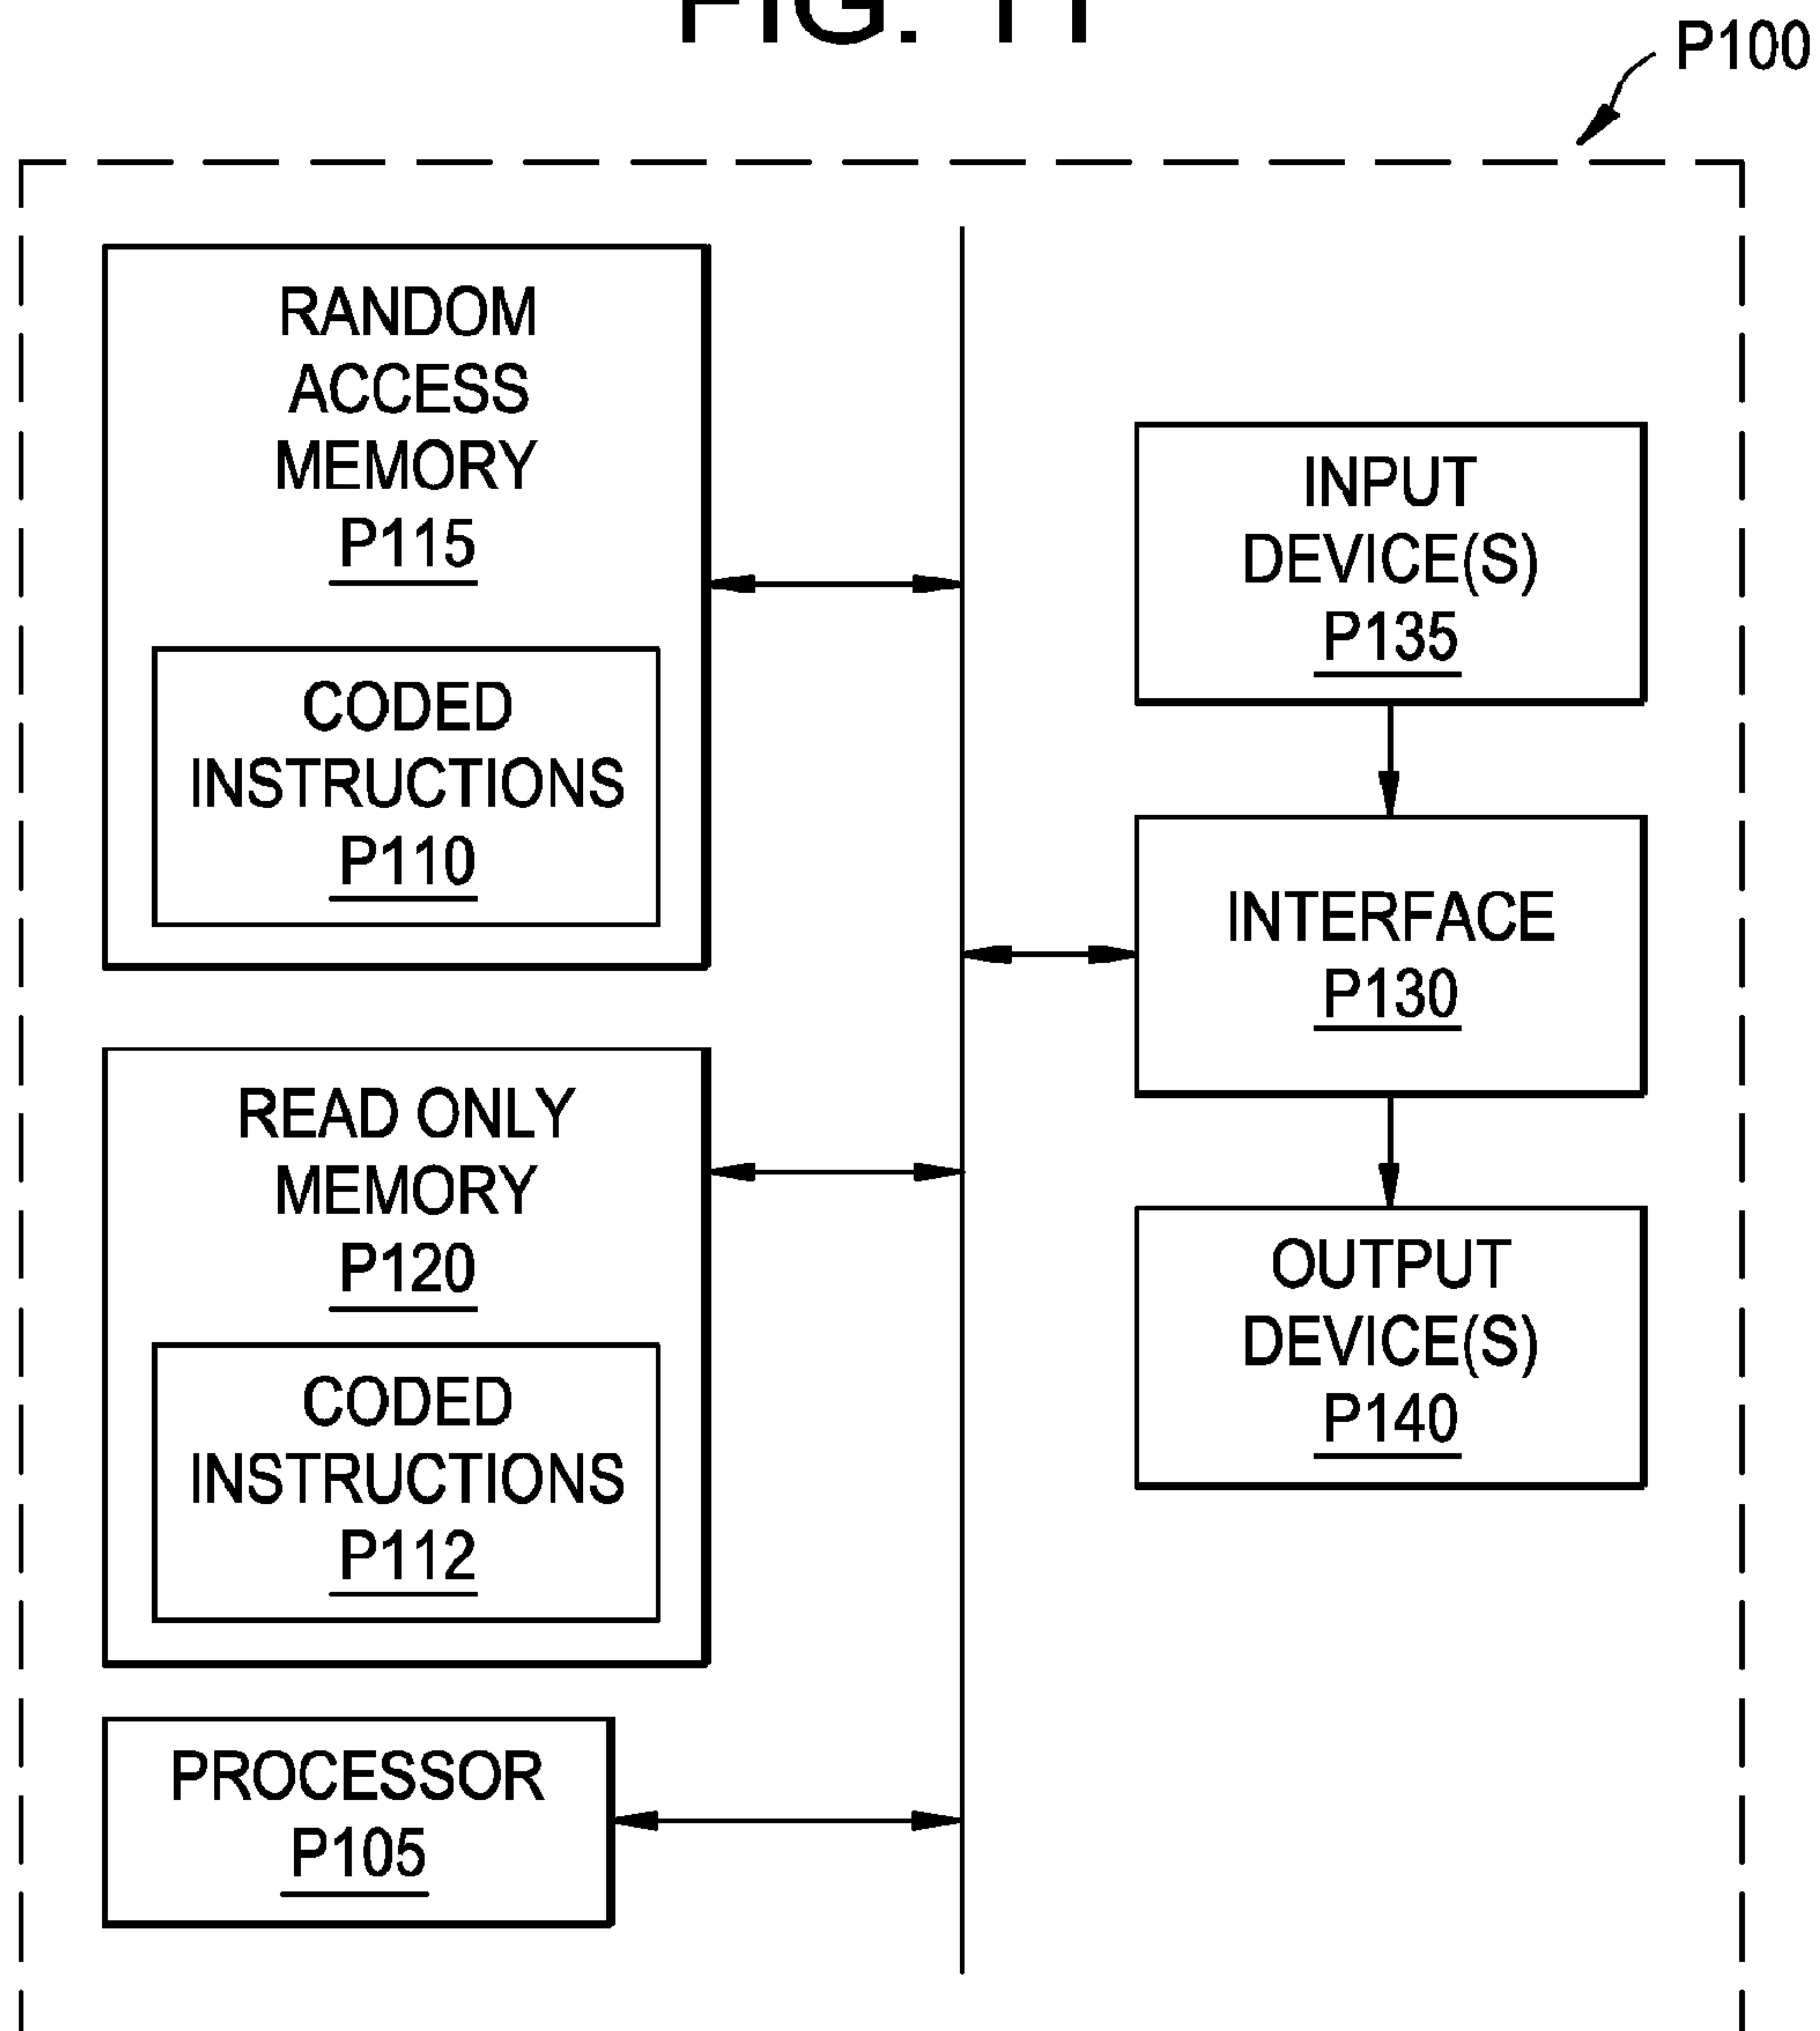 FIG. 11
P100
RANDOM
ACCESS
MEMORY
P115
CODED
INSTRUCTIONS
P110
READ ONLY
MEMORY
P120
CODED
INSTRUCTIONS
P112
PROCESSOR
P105
INPUT
DEVICE(S)
P135
INTERFACE
P130
OUTPUT
DEVICE(S)
P140